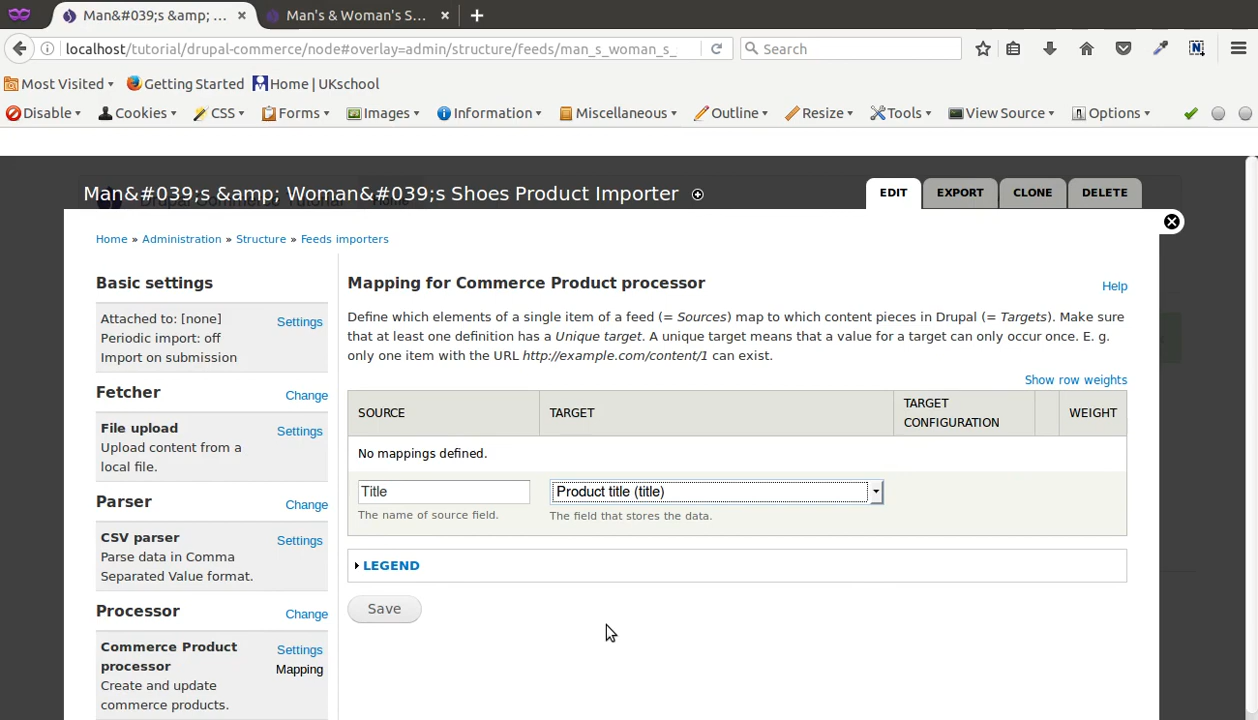 Man&#039;s &amp; ...
Man's & Woman's S...
localhost/tutorial/drupal-commerce/node#overlay=admin/structure/feeds/man_s_woman_s_
Search
Most Visited
Getting Started
Home | UKschool
Disable
Cookies
CSS
Forms
Images
Information
Miscellaneous
Outline
Resize
Tools
View Source
Options
Man&#039;s &amp; Woman&#039;s Shoes Product Importer
EDIT
EXPORT
CLONE
DELETE
Home » Administration » Structure » Feeds importers
Basic settings
Attached to: [none]
Settings
Periodic import: off
Import on submission
Fetcher
Change
File upload
Settings
Upload content from a
local file.
Parser
Change
CSV parser
Settings
Parse data in Comma
Separated Value format.
Processor
Change
Commerce Product
processor
Settings
Mapping
Create and update
commerce products.
Mapping for Commerce Product processor
Help
Define which elements of a single item of a feed (= Sources) map to which content pieces in Drupal (= Targets). Make sure
that at least one definition has a Unique target. A unique target means that a value for a target can only occur once. E. g.
only one item with the URL http://example.com/content/1 can exist.
Show row weights
SOURCE
TARGET
TARGET
CONFIGURATION
WEIGHT
No mappings defined.
Title
Product title (title)
The name of source field.
The field that stores the data.
LEGEND
Save